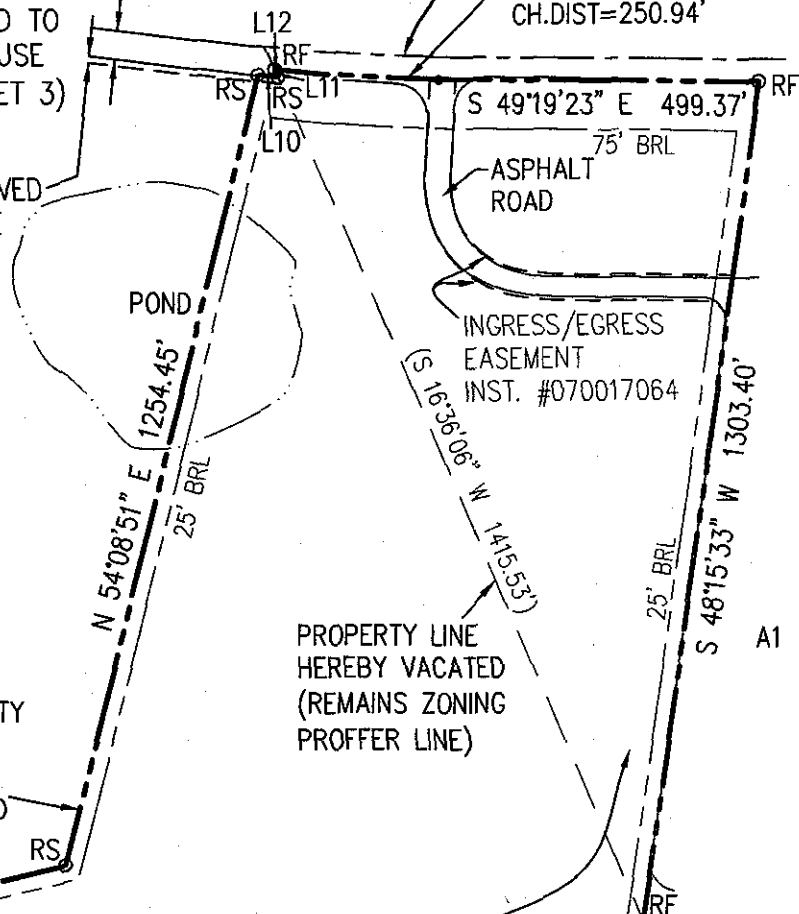 D TO
USE
ET 3)
L12
RF
RS
RS
L11
L10
CH.DIST=250.94'
RF
S 49°19'23" E 499.37'
75' BRL
VED
ASPHALT
ROAD
POND
INGRESS/EGRESS
EASEMENT
INST. #070017064
N 54°08'51" E 1254.45'
25' BRL
(S 16°36'06" W 1415.53')
S 48°15'33" W 1303.40'
25' BRL
A1
PROPERTY LINE
HEREBY VACATED
(REMAINS ZONING
PROFFER LINE)
TY
RS
RF